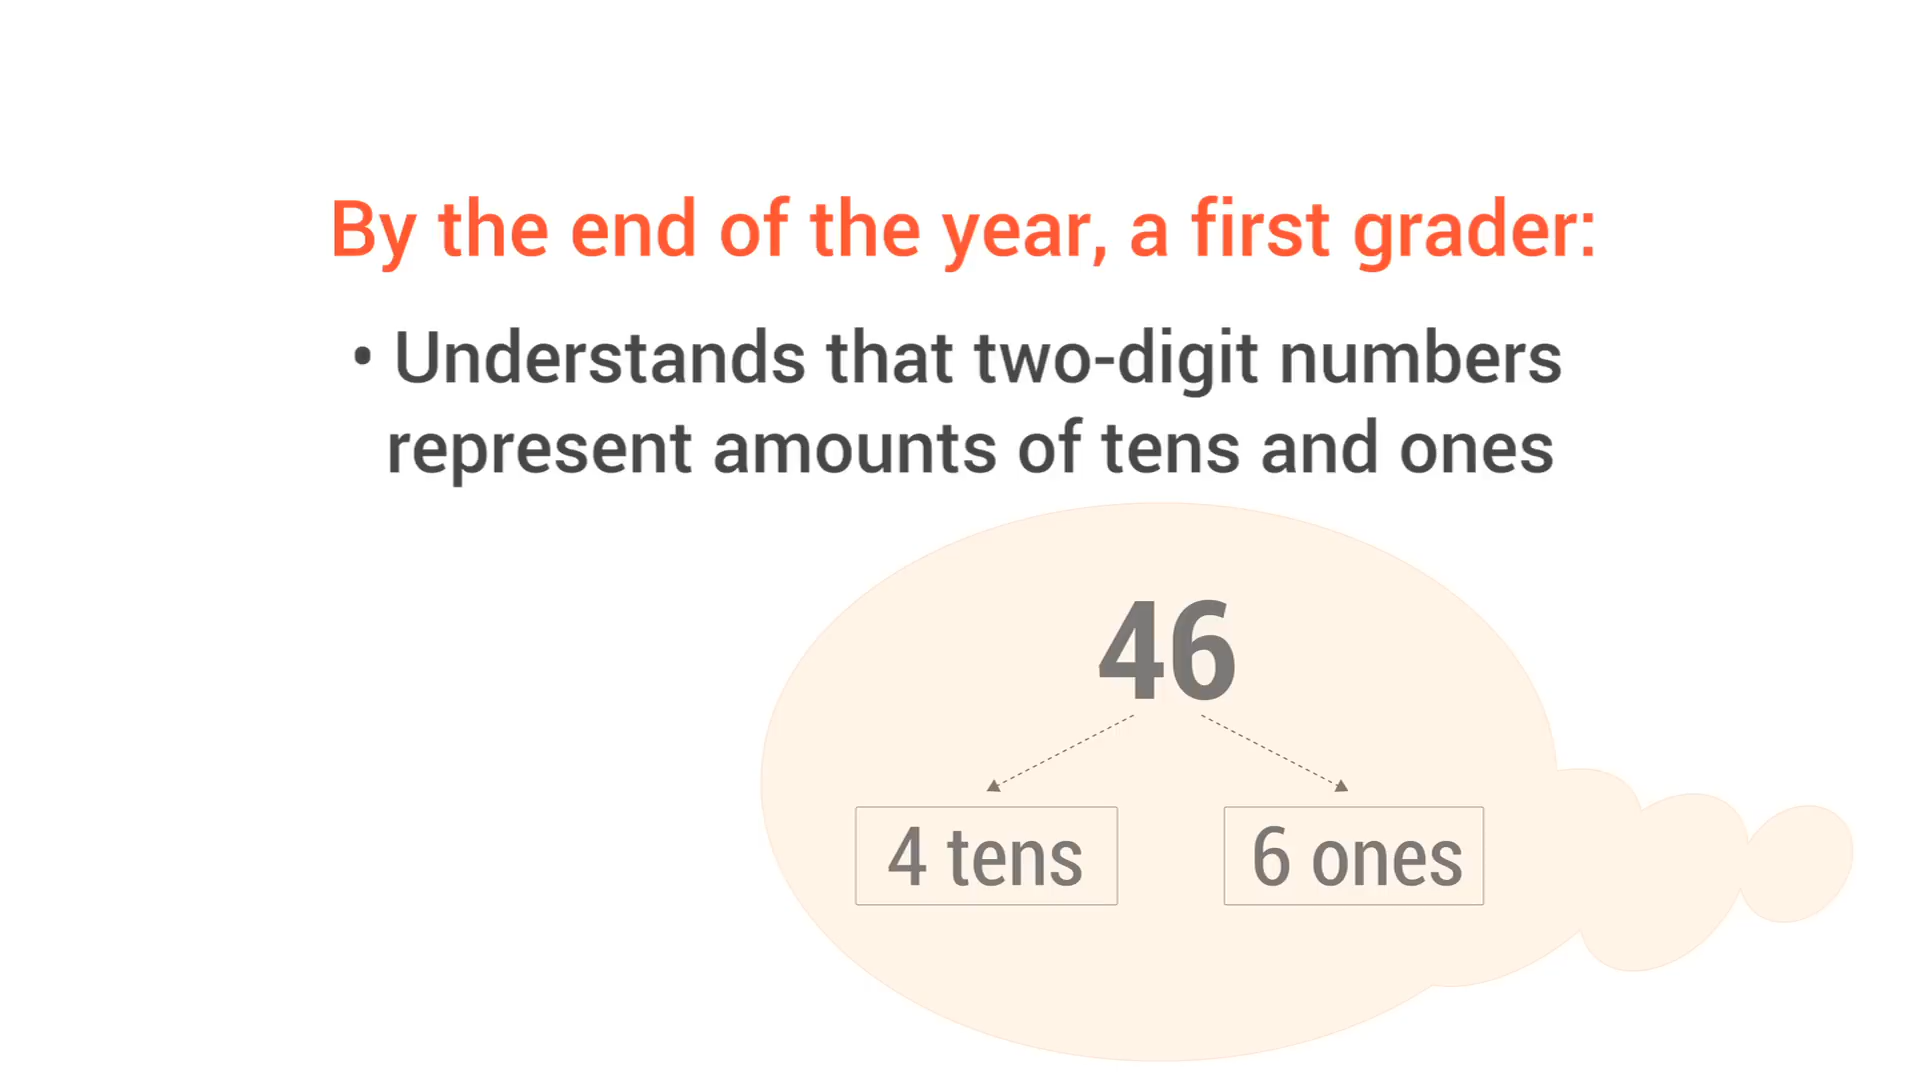 By the end of the year, a first grader:
• Understands that two-digit numbers
represent amounts of tens and ones
46
4 tens
6 ones